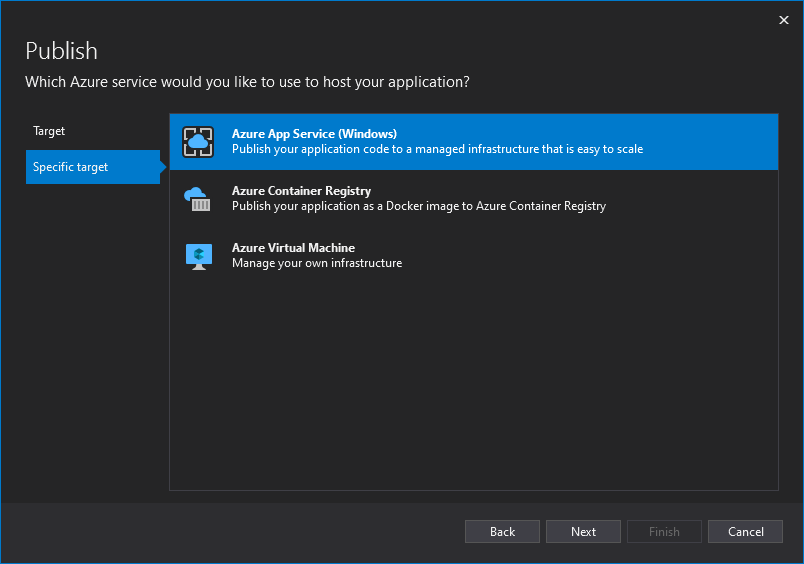 Publish
Which Azure service would you like to use to host your application?
Target
Specific target
Azure App Service (Windows)
Publish your application code to a managed infrastructure that is easy to scale
Azure Container Registry
Publish your application as a Docker image to Azure Container Registry
Azure Virtual Machine
Manage your own infrastructure
Back
Next
Finish
Cancel